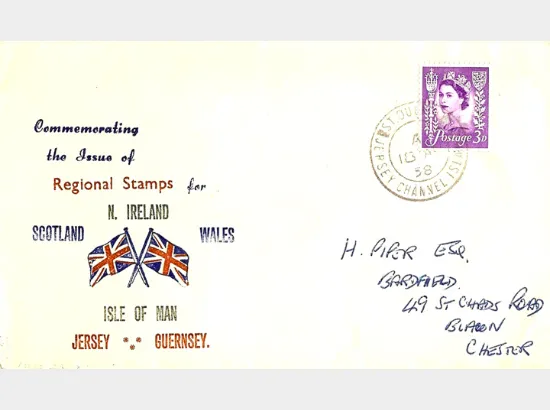 Commemorating
the Issue of
Regional Stamps for
N. IRELAND
SCOTLAND WALES
ISLE OF MAN
JERSEY GUERNSEY.
Postage 3D
JERSEY CHANNEL
58
H. PIPER ESQ.
BARDFIELD.
49 ST CHADS ROAD
BLACON
CHESTER